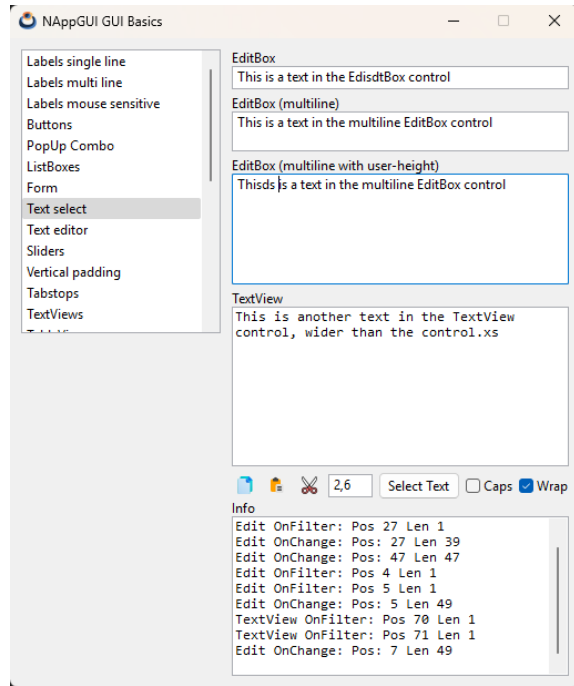 NAppGUI GUI Basics
Labels single line
Labels multi line
Labels mouse sensitive
Buttons
PopUp Combo
ListBoxes
Form
Text select
Text editor
Sliders
Vertical padding
Tabstops
TextViews
EditBox
This is a text in the EdisdtBox control
EditBox (multiline)
This is a text in the multiline EditBox control
EditBox (multiline with user-height)
Thisds is a text in the multiline EditBox control
TextView
This is another text in the TextView
control, wider than the control.xs
2,6 Select Text Caps Wrap
Info
Edit OnFilter: Pos 27 Len 1
Edit OnChange: Pos: 27 Len 39
Edit OnChange: Pos: 47 Len 47
Edit OnFilter: Pos 4 Len 1
Edit OnFilter: Pos 5 Len 1
Edit OnChange: Pos: 5 Len 49
TextView OnFilter: Pos 70 Len 1
TextView OnFilter: Pos 71 Len 1
Edit OnChange: Pos: 7 Len 49